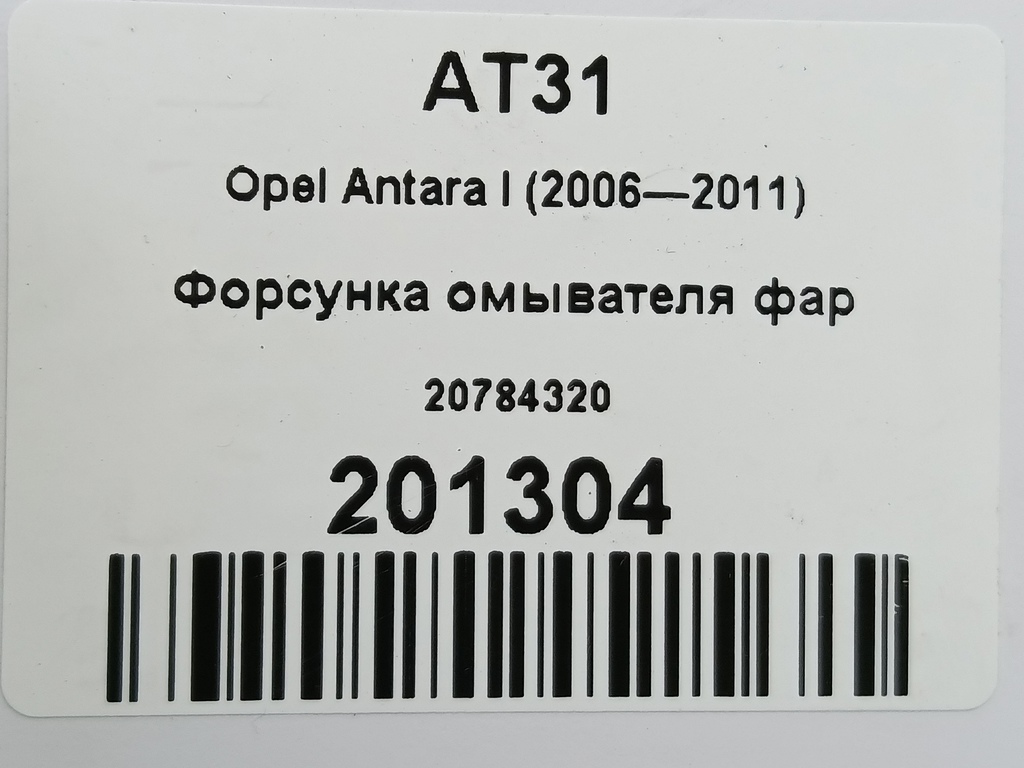 AT31
Opel Antara I (2006—2011)
Форсунка омывателя фар
20784320
201304